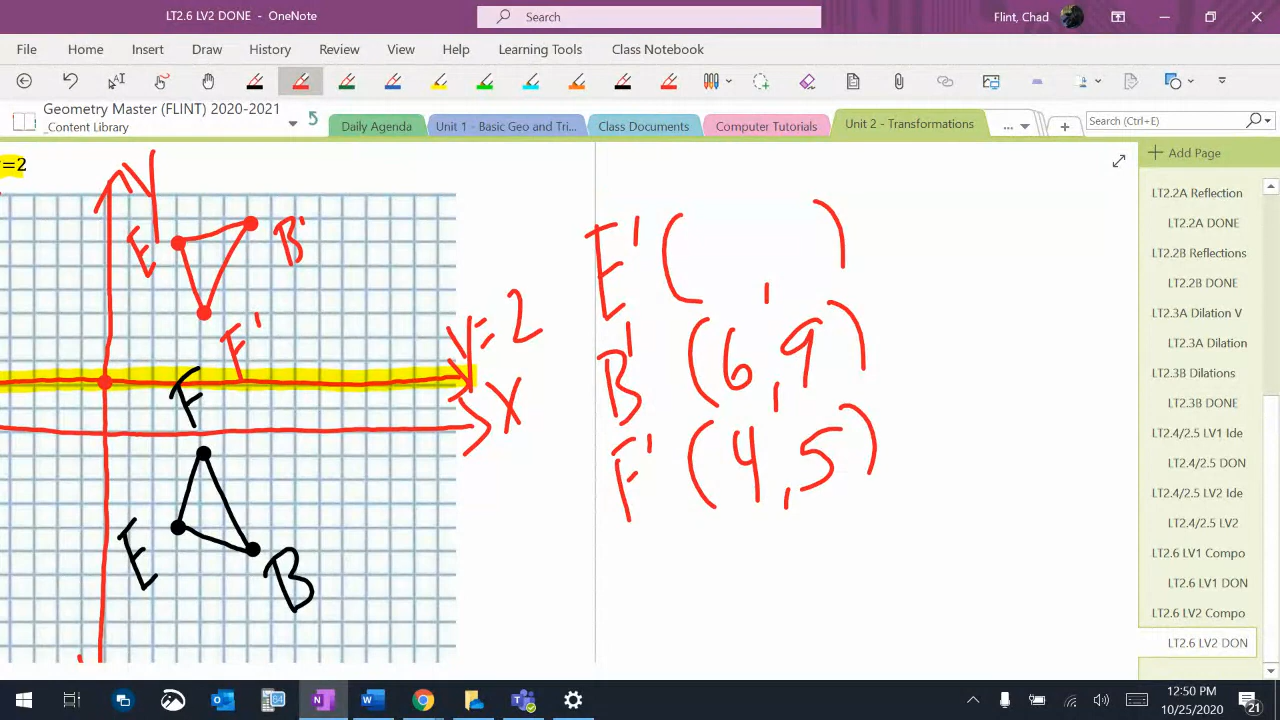 LT2.6 LV2 DONE - OneNote
Search
Flint, Chad
File Home Insert Draw History Review View Help Learning Tools Class Notebook
Geometry Master (FLINT) 2020-2021
_Content Library
Daily Agenda
Unit 1 - Basic Geo and Tri...
Class Documents
Computer Tutorials
Unit 2 - Transformations
...
Search (Ctrl+E)
Add Page
=2
LT2.2A Reflection
LT2.2A DONE
LT2.2B Reflections
LT2.2B DONE
LT2.3A Dilation V
LT2.3A Dilation
LT2.3B Dilations
LT2.3B DONE
LT2.4/2.5 LV1 Ide
LT2.4/2.5 DON
LT2.4/2.5 LV2 Ide
LT2.4/2.5 LV2
LT2.6 LV1 Compo
LT2.6 LV1 DON
LT2.6 LV2 Compo
LT2.6 LV2 DON
y
E'
B'
F'
y=2
x
F
E
B
E' ( , )
B' (6,9)
F' (4,5)
12:50 PM
10/25/2020
21